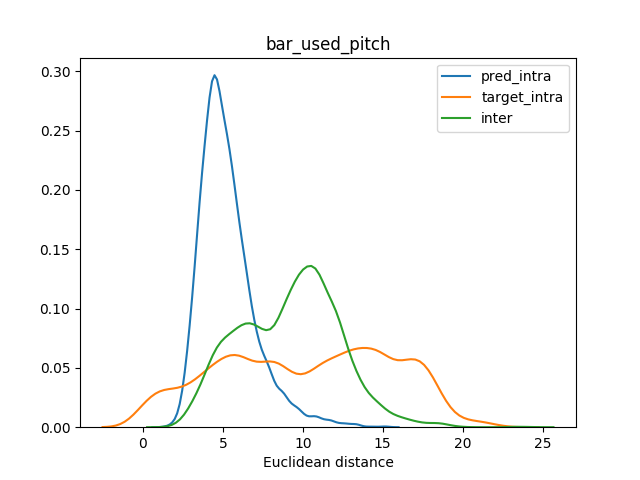 bar_used_pitch
pred_intra
target_intra
inter
0.30
0.25
0.20
0.15
0.10
0.05
0.00
0 5 10 15 20 25
Euclidean distance